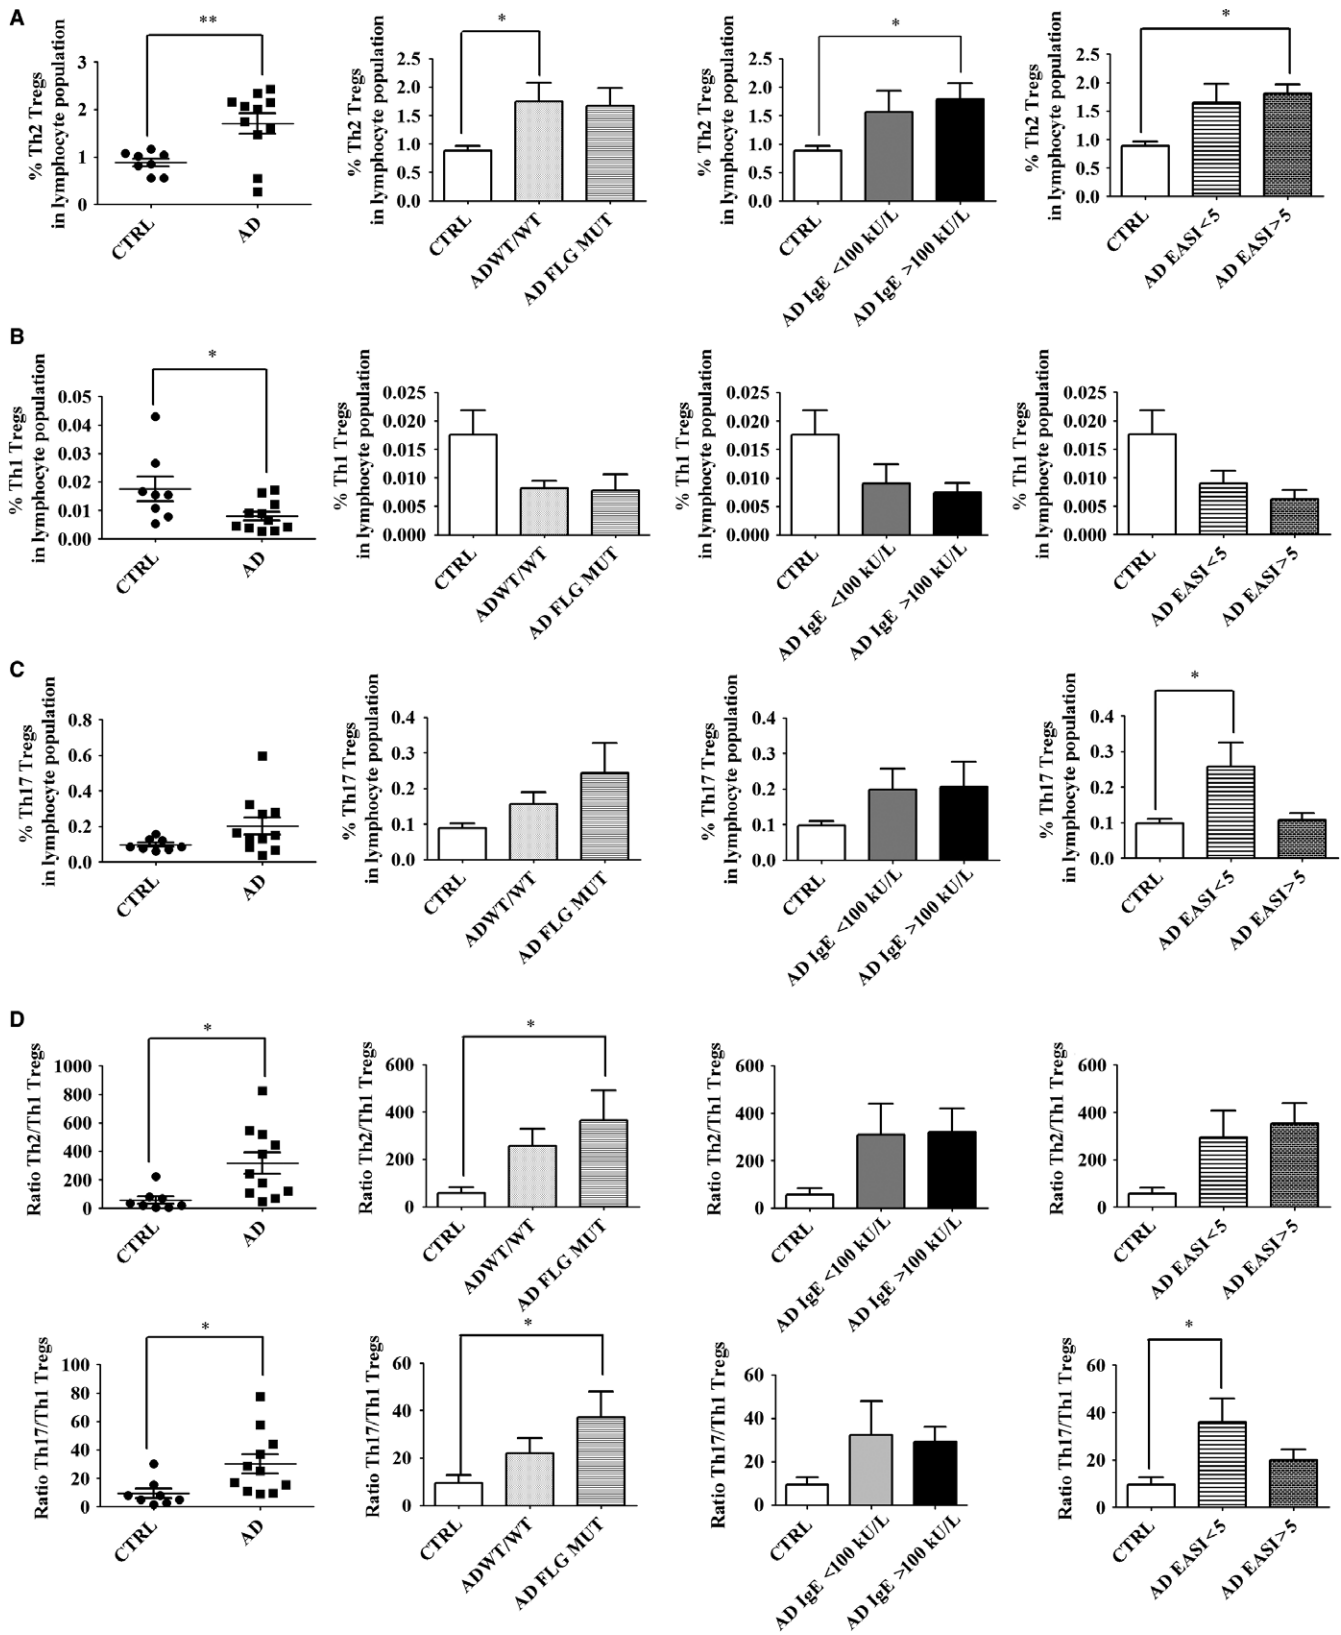 A
% Th2 Tregs
in lymphocyte population
3
2
1
0
**
CTRL
AD
% Th2 Tregs
in lymphocyte population
2.5
2.0
1.5
1.0
0.5
0.0
*
CTRL
ADWT/WT
AD FLG MUT
% Th2 Tregs
in lymphocyte population
2.5
2.0
1.5
1.0
0.5
0.0
*
CTRL
AD IgE <100 kU/L
AD IgE >100 kU/L
% Th2 Tregs
in lymphocyte population
2.5
2.0
1.5
1.0
0.5
0.0
*
CTRL
AD EASI<5
AD EASI>5
B
% Th1 Tregs
in lymphocyte population
0.05
0.04
0.03
0.02
0.01
0.00
*
CTRL
AD
% Th1 Tregs
in lymphocyte population
0.025
0.020
0.015
0.010
0.005
0.000
CTRL
ADWT/WT
AD FLG MUT
% Th1 Tregs
in lymphocyte population
0.025
0.020
0.015
0.010
0.005
0.000
CTRL
AD IgE <100 kU/L
AD IgE >100 kU/L
% Th1 Tregs
in lymphocyte population
0.025
0.020
0.015
0.010
0.005
0.000
CTRL
AD EASI<5
AD EASI>5
C
% Th17 Tregs
in lymphocyte population
0.8
0.6
0.4
0.2
0.0
CTRL
AD
% Th17 Tregs
in lymphocyte population
0.4
0.3
0.2
0.1
0.0
CTRL
ADWT/WT
AD FLG MUT
% Th17 Tregs
in lymphocyte population
0.4
0.3
0.2
0.1
0.0
CTRL
AD IgE <100 kU/L
AD IgE >100 kU/L
% Th17 Tregs
in lymphocyte population
0.4
0.3
0.2
0.1
0.0
*
CTRL
AD EASI<5
AD EASI>5
D
Ratio Th2/Th1 Tregs
1000
800
600
400
200
0
*
CTRL
AD
Ratio Th2/Th1 Tregs
600
400
200
0
*
CTRL
ADWT/WT
AD FLG MUT
Ratio Th2/Th1 Tregs
600
400
200
0
CTRL
AD IgE <100 kU/L
AD IgE >100 kU/L
Ratio Th2/Th1 Tregs
600
400
200
0
CTRL
AD EASI<5
AD EASI>5
Ratio Th17/Th1 Tregs
100
80
60
40
20
0
*
CTRL
AD
Ratio Th17/Th1 Tregs
60
40
20
0
*
CTRL
ADWT/WT
AD FLG MUT
Ratio Th17/Th1 Tregs
60
40
20
0
CTRL
AD IgE <100 kU/L
AD IgE >100 kU/L
Ratio Th17/Th1 Tregs
60
40
20
0
*
CTRL
AD EASI<5
AD EASI>5